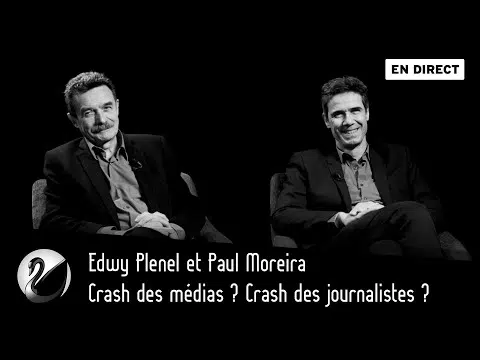 EN DIRECT
Edwy Plenel et Paul Moreira
Crash des médias ? Crash des journalistes ?